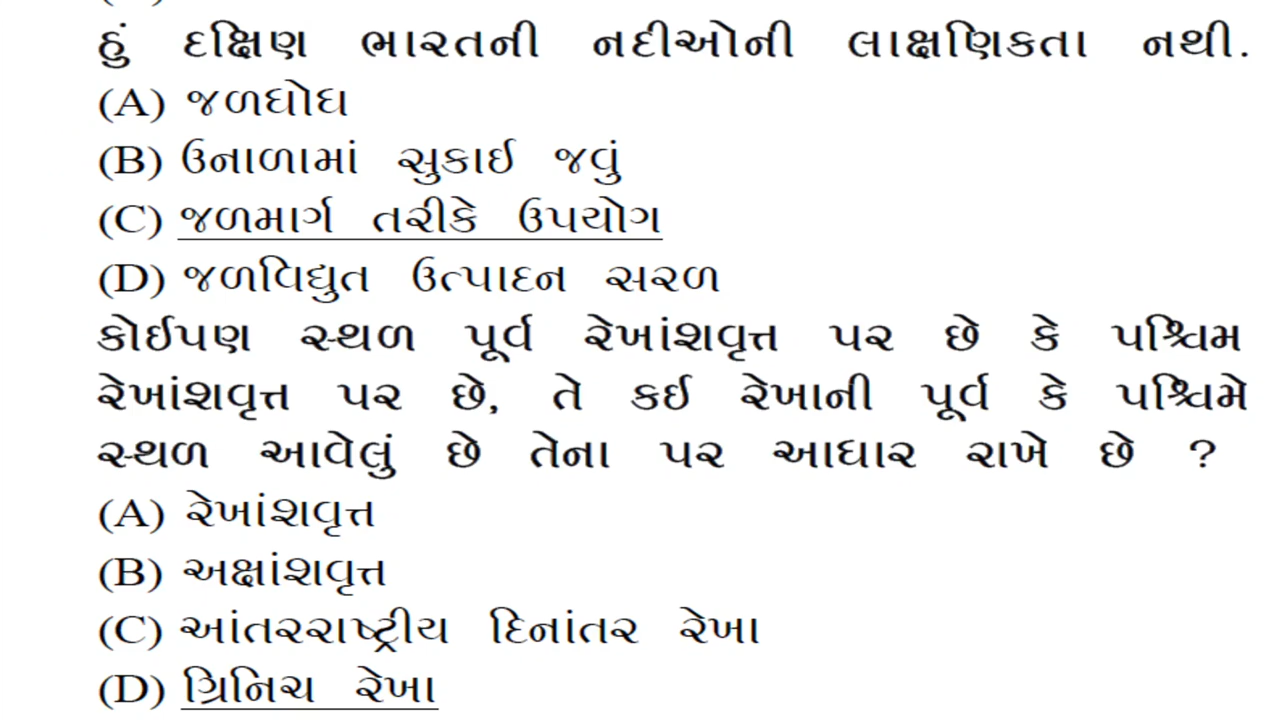 હું દક્ષિણ ભારતની નદીઓની લાક્ષણિકતા નથી.
(A) જળધોધ
(B) ઉનાળામાં સુકાઈ જવું
(C) જળમાર્ગ તરીકે ઉપયોગ
(D) જળવિદ્યુત ઉત્પાદન સરળ
કોઈપણ સ્થળ પૂર્વ રેખાંશવૃત્ત પર છે કે પશ્ચિમ
રેખાંશવૃત્ત પર છે, તે કઈ રેખાની પૂર્વ કે પશ્ચિમે
સ્થળ આવેલું છે તેના પર આધાર રાખે છે ?
(A) રેખાંશવૃત્ત
(B) અક્ષાંશવૃત્ત
(C) આંતરરાષ્ટ્રીય દિનાંતર રેખા
(D) ગ્રિનિચ રેખા